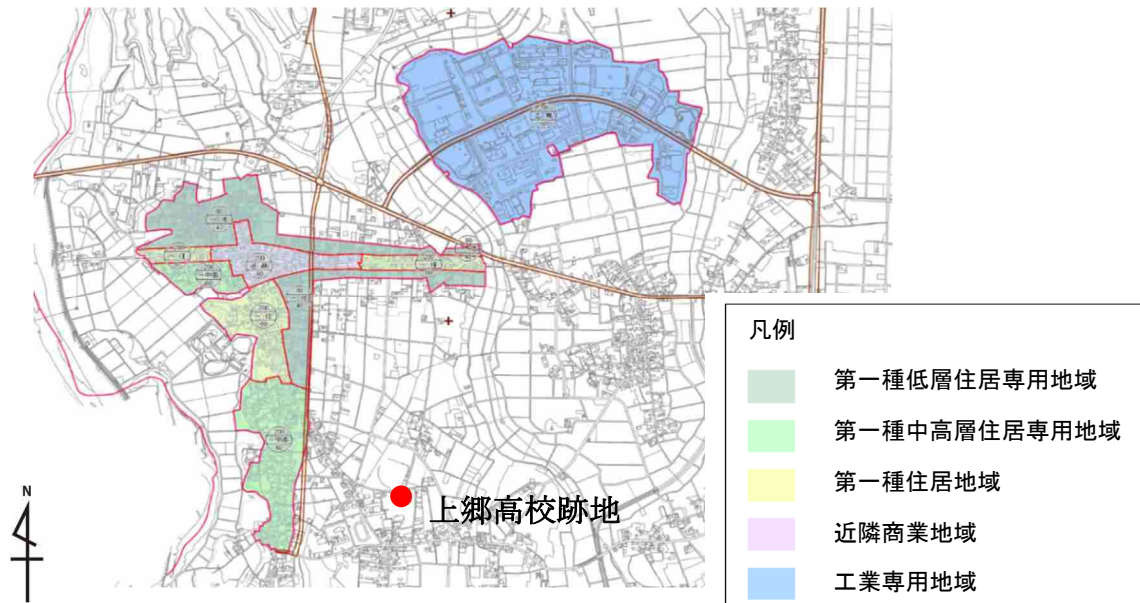 N
上郷高校跡地
凡例
第一種低層住居専用地域
第一種中高層住居専用地域
第一種住居地域
近隣商業地域
工業専用地域